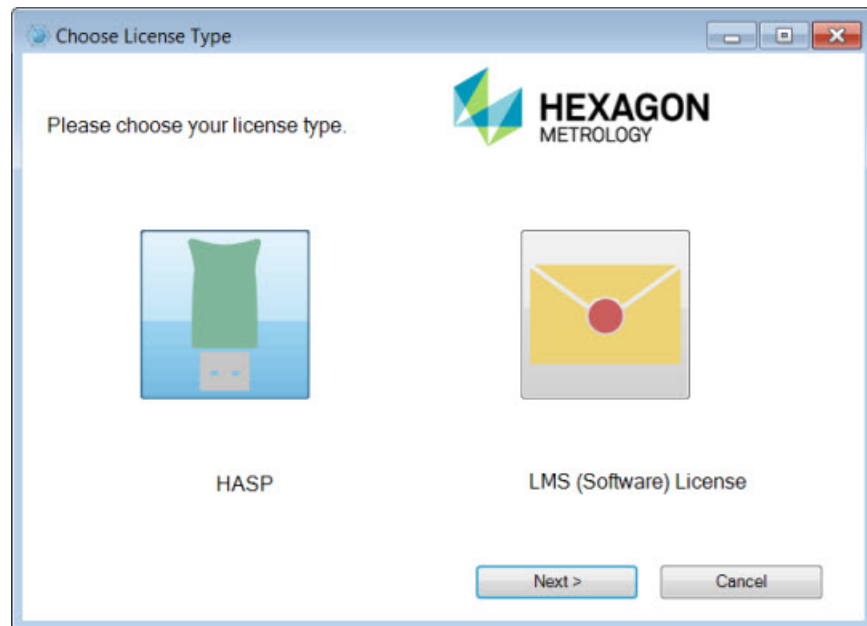 Choose License Type
HEXAGON
METROLOGY
Please choose your license type.
HASP
LMS (Software) License
Next >
Cancel